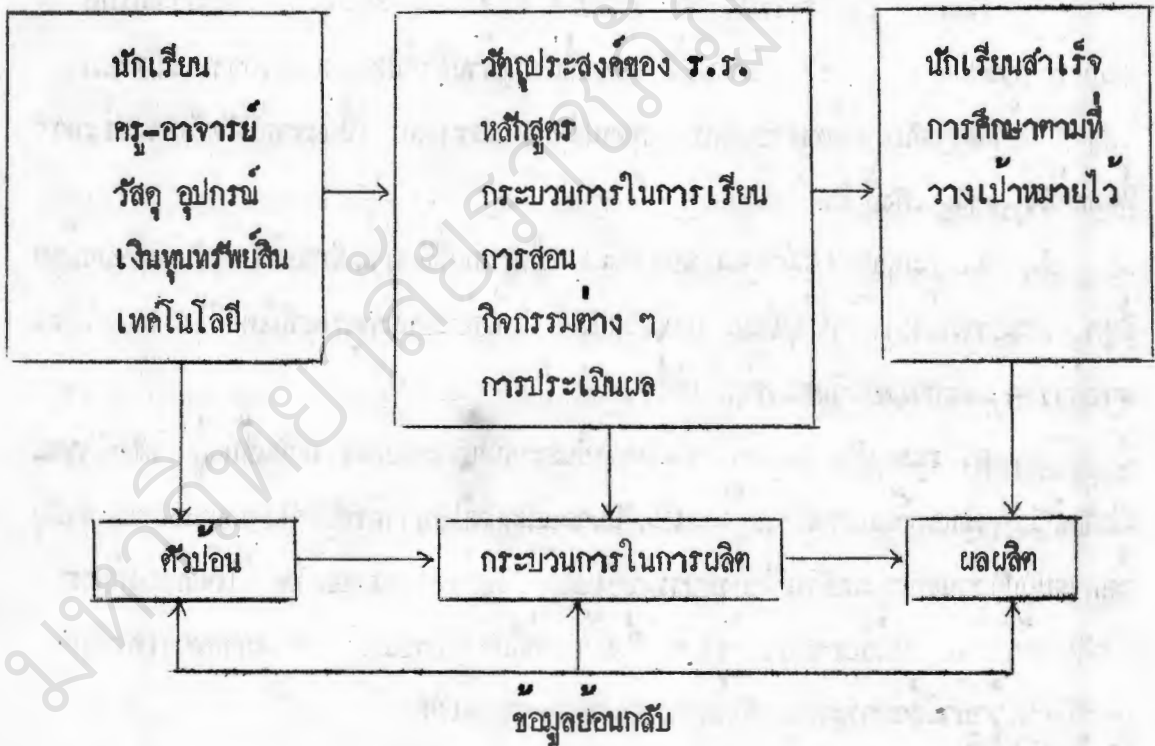 นักเรียน
ครู-อาจารย์
วัสดุ อุปกรณ์
เงินทุนทรัพย์สิน
เทคโนโลยี
วัตถุประสงค์ของ ร.ร.
หลักสูตร
กระบวนการในการเรียน
การสอน
กิจกรรมต่าง ๆ
การประเมินผล
นักเรียนสำเร็จ
การศึกษาตามที่
วางเป้าหมายไว้
ตัวป้อน
กระบวนการในการผลิต
ผลผลิต
ข้อมูลย้อนกลับ